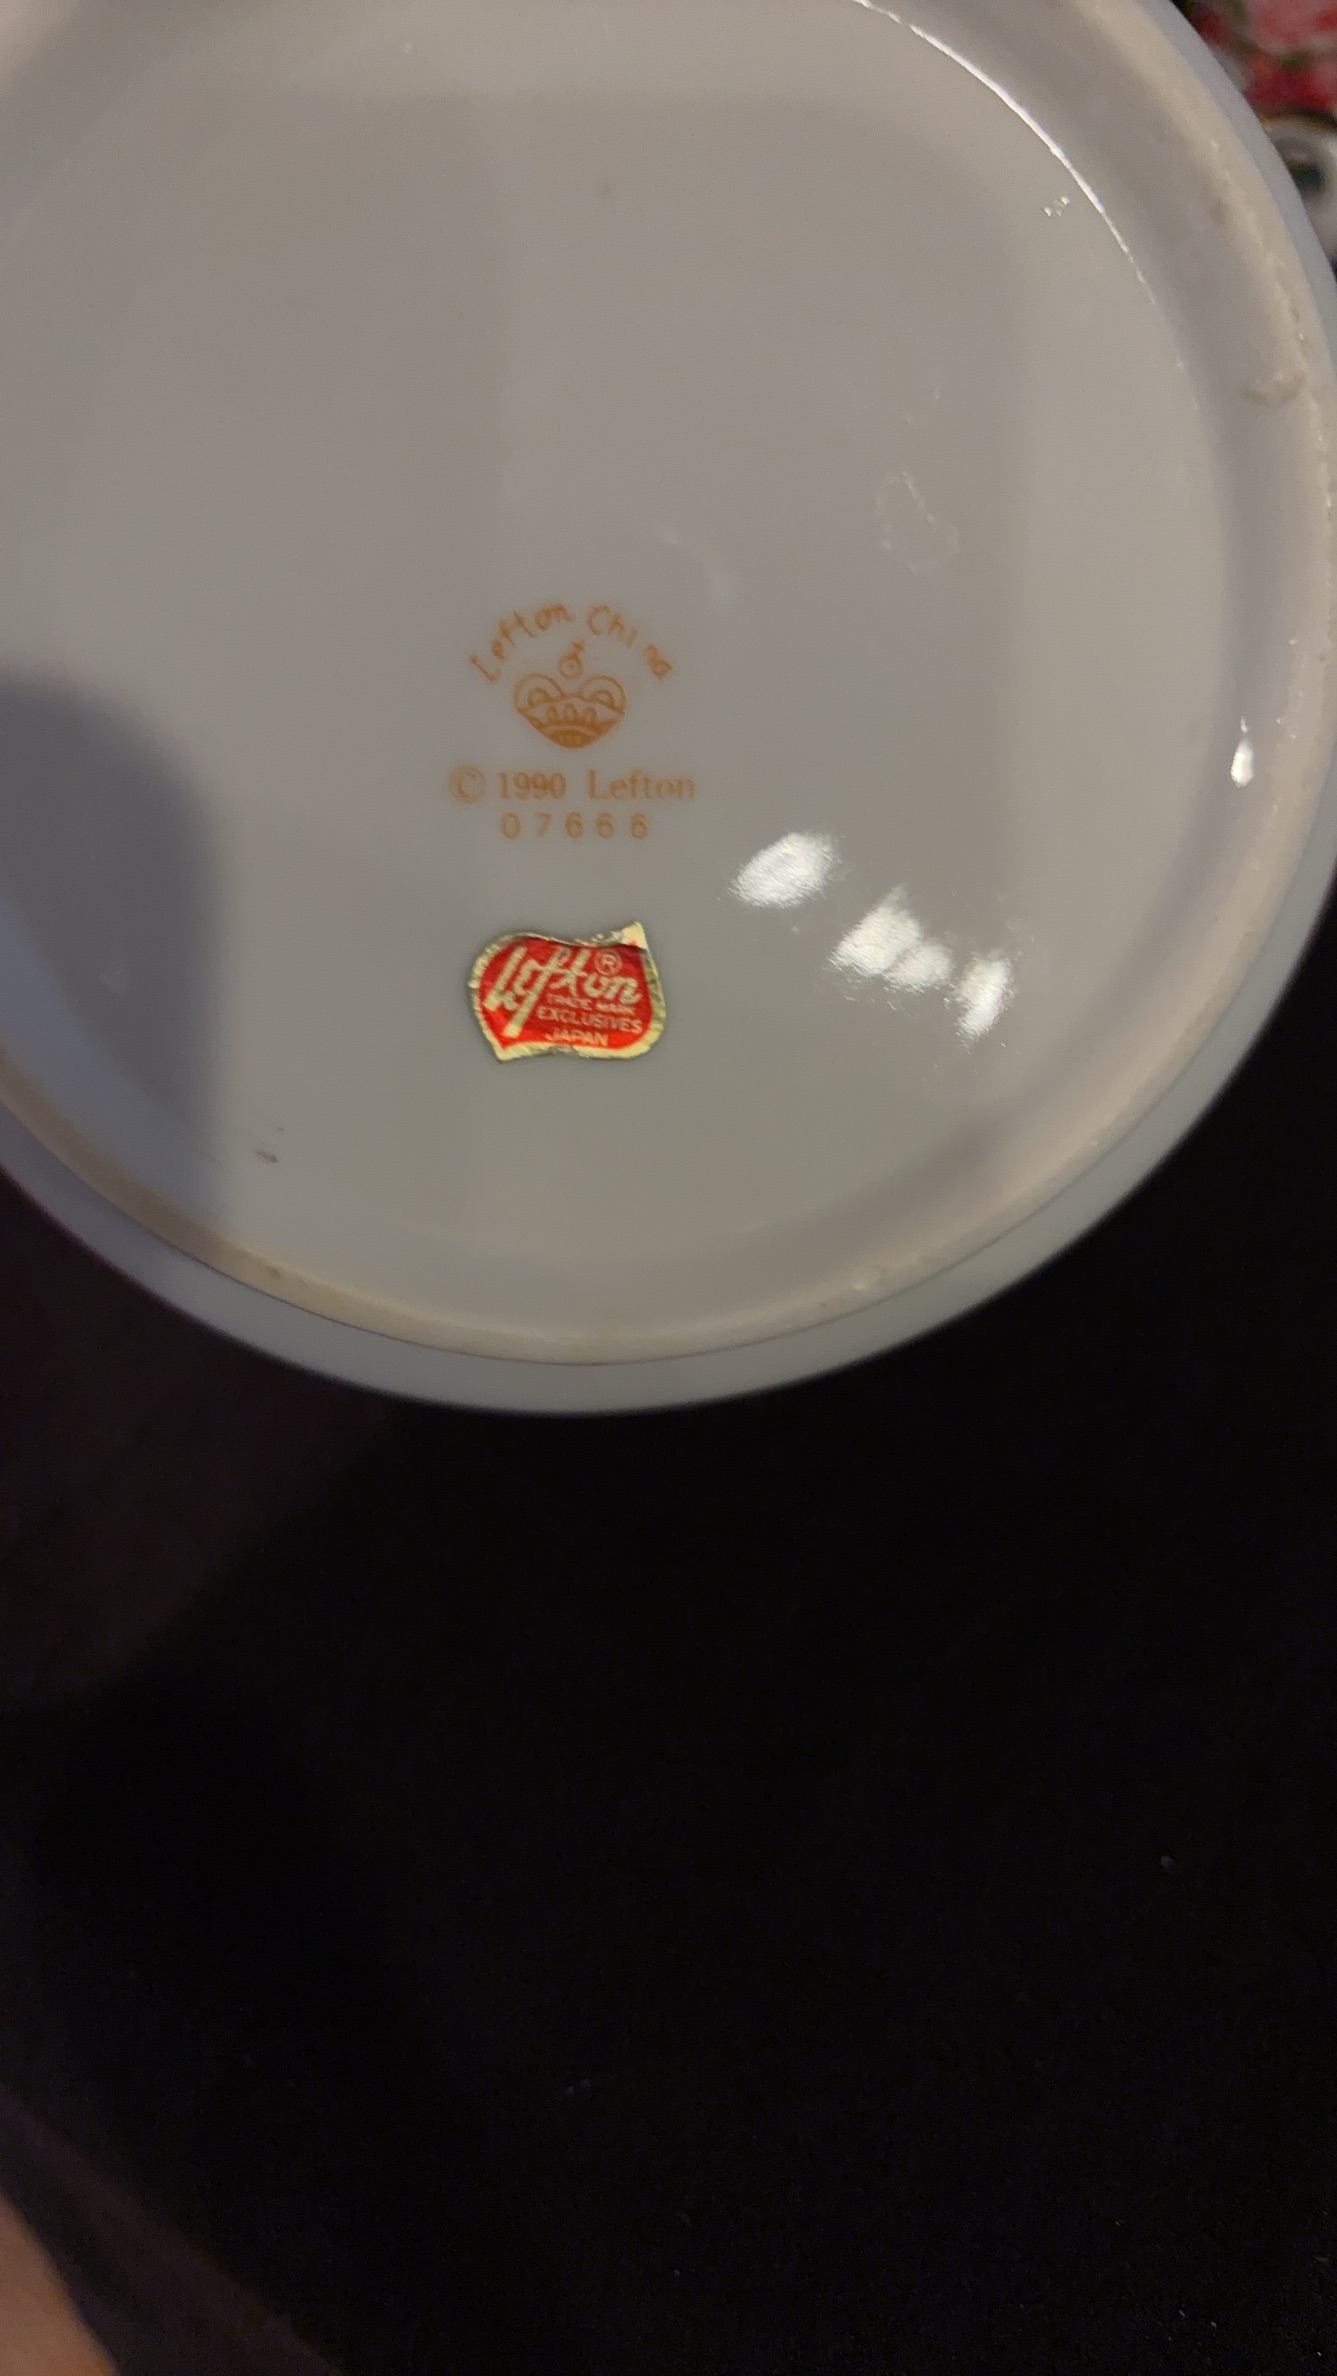 Lefton China
© 1990 Lefton
07666
Lefton®
TRADE MARK
EXCLUSIVES
JAPAN